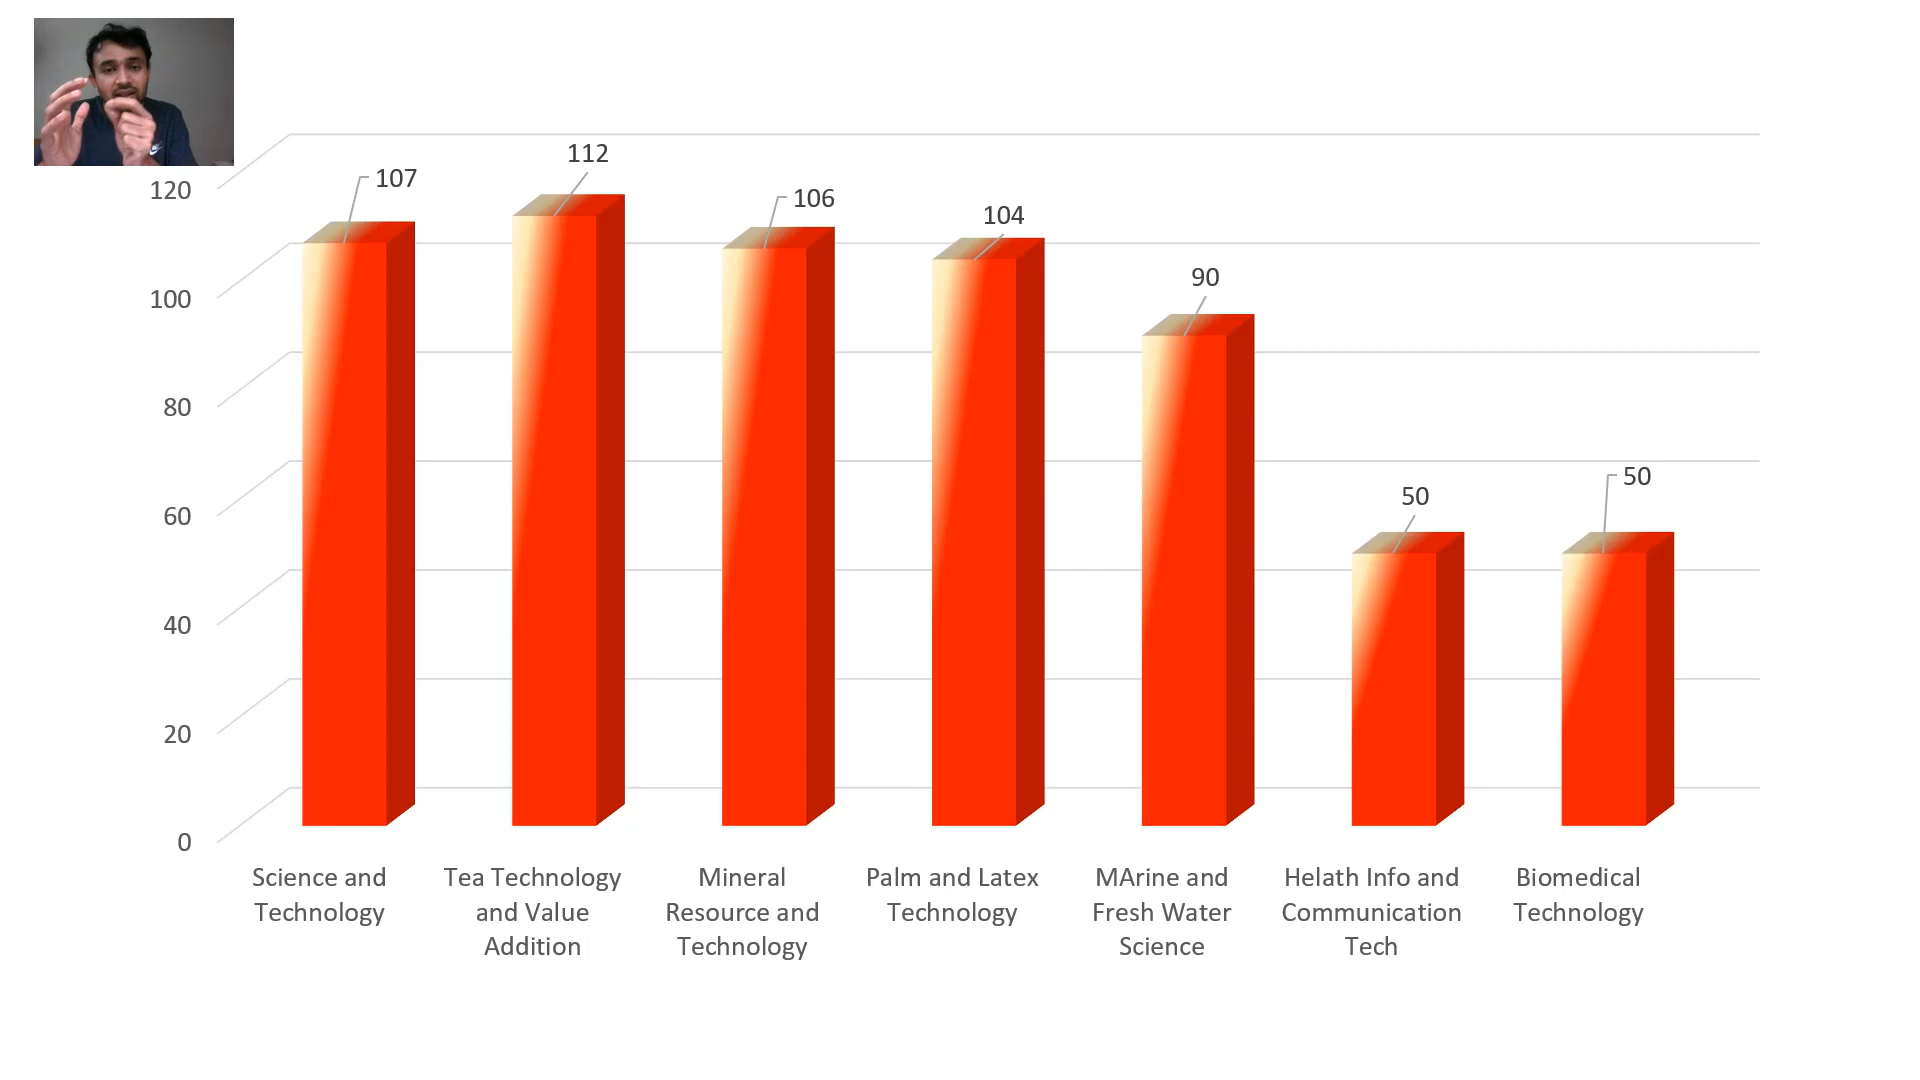 107
112
106
104
90
50
50
120
100
80
60
40
20
0
Science and
Technology
Tea Technology
and Value
Addition
Mineral
Resource and
Technology
Palm and Latex
Technology
MArine and
Fresh Water
Science
Helath Info and
Communication
Tech
Biomedical
Technology